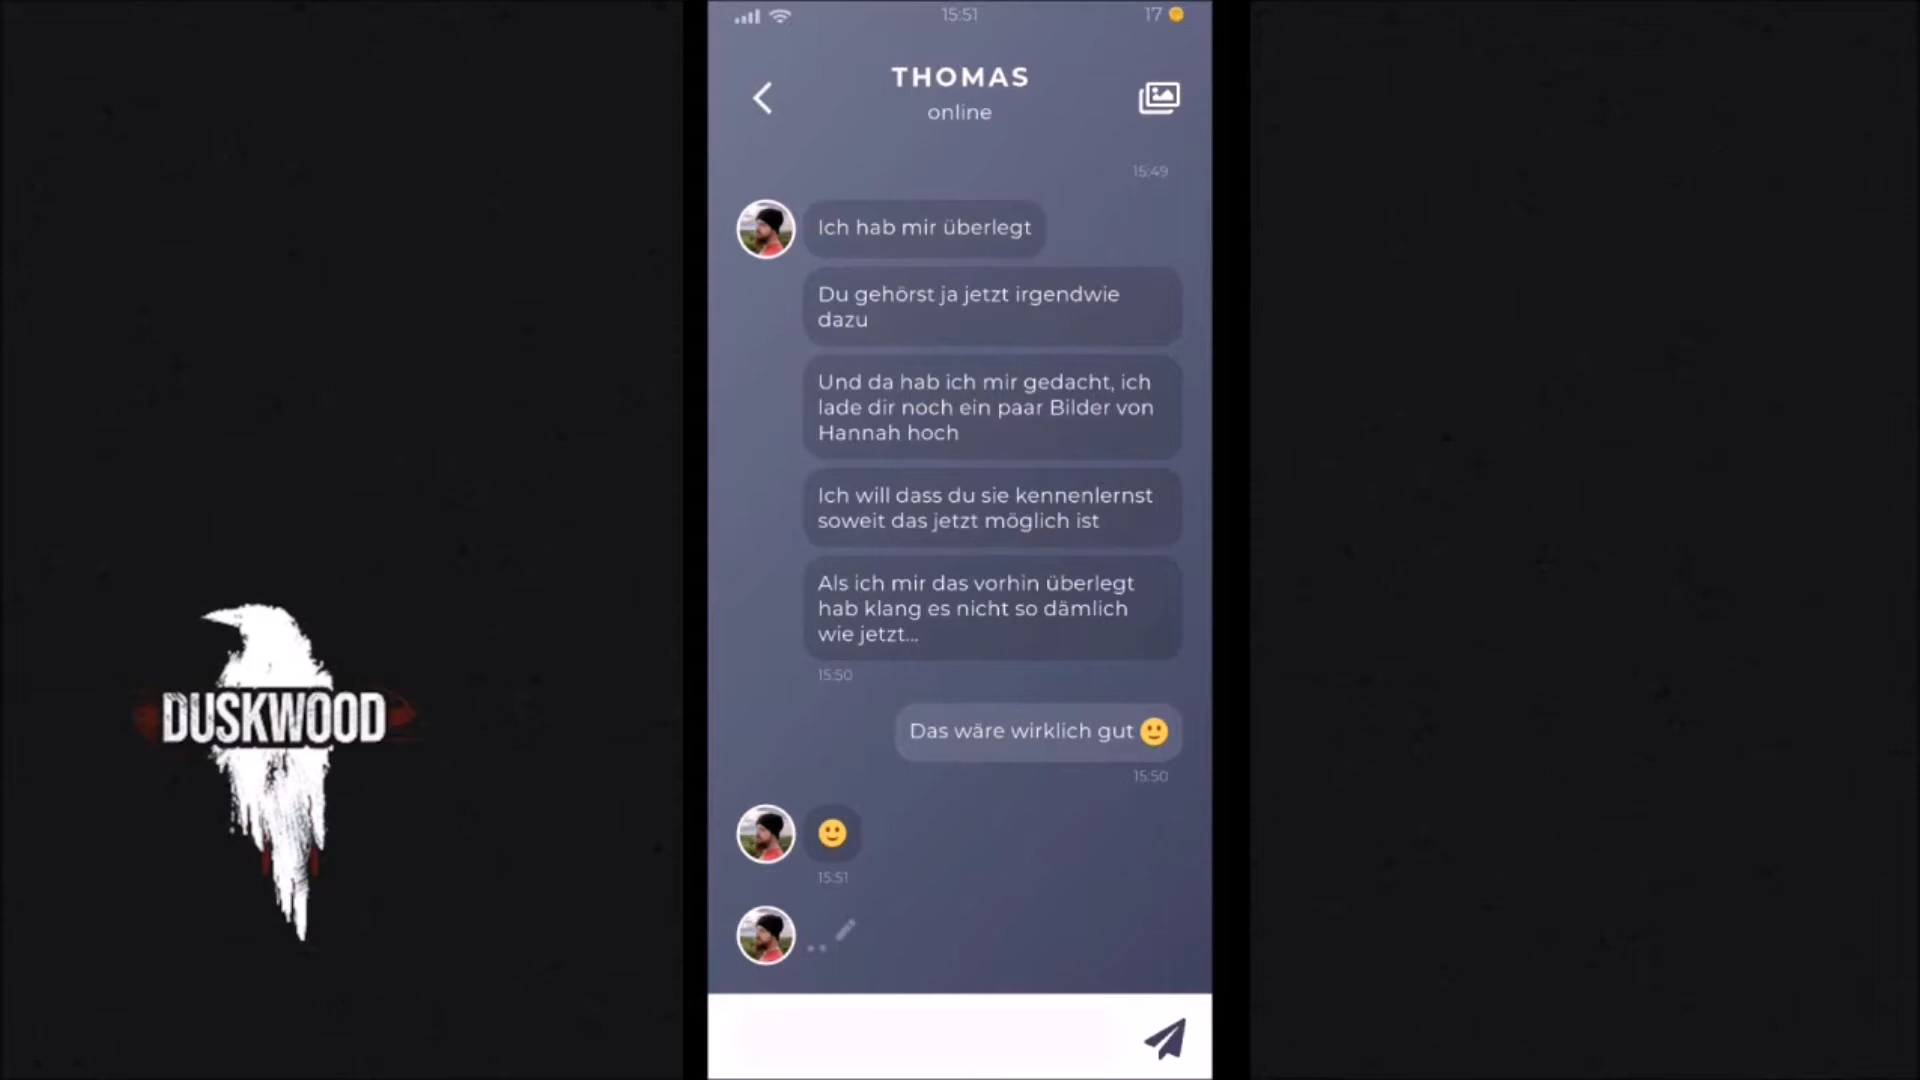 15:51
17
THOMAS
online
15:49
Ich hab mir überlegt
Du gehörst ja jetzt irgendwie
dazu
Und da hab ich mir gedacht, ich
lade dir noch ein paar Bilder von
Hannah hoch
Ich will dass du sie kennenlernst
soweit das jetzt möglich ist
Als ich mir das vorhin überlegt
hab klang es nicht so dämlich
wie jetzt...
15:50
Das wäre wirklich gut 🙂
15:50
🙂
15:51
DUSKWOOD